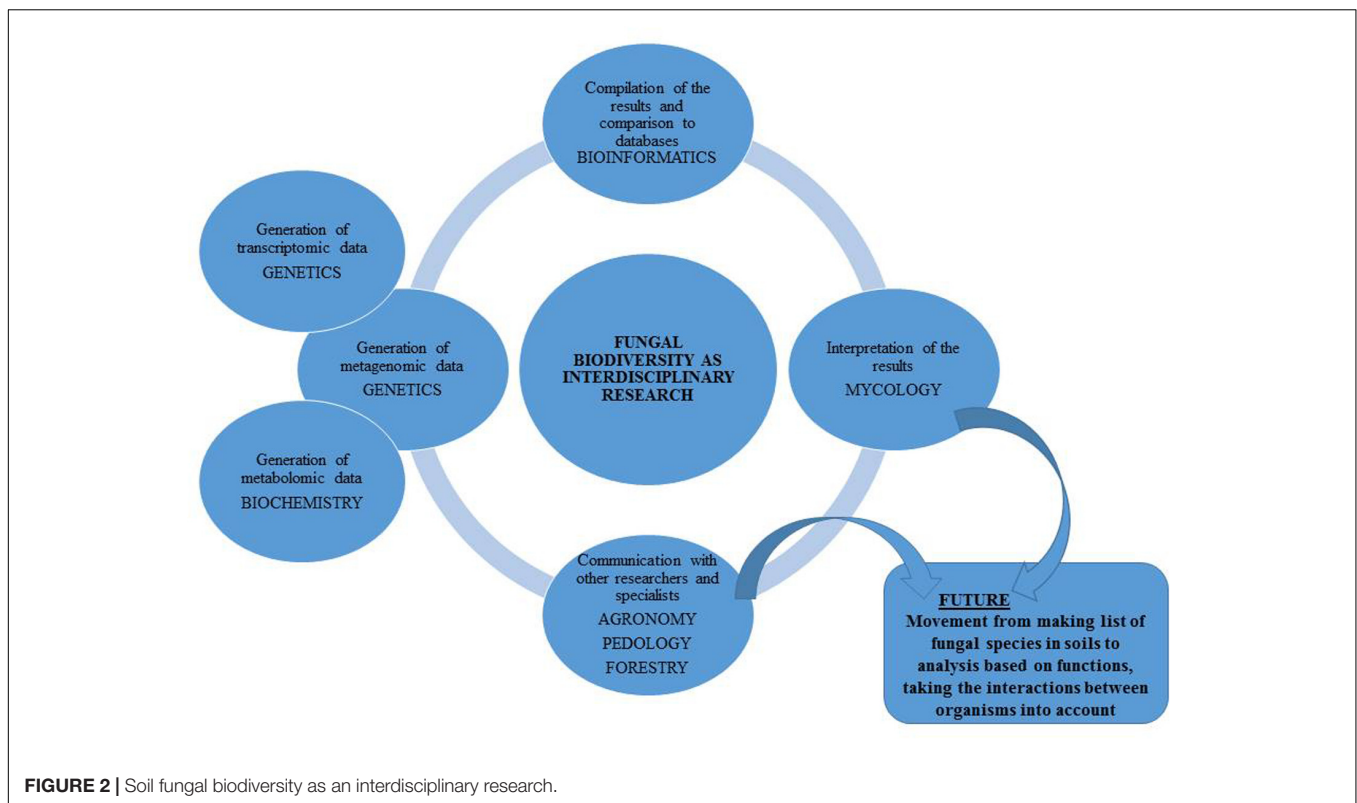 Compilation of the
results and
comparison to
databases
BIOINFORMATICS
Generation of
transcriptomic data
GENETICS
Generation of
metagenomic data
GENETICS
Generation of
metabolomic data
BIOCHEMISTRY
FUNGAL
BIODIVERSITY AS
INTERDISCIPLINARY
RESEARCH
Interpretation of the
results
MYCOLOGY
Communication with
other researchers and
specialists
AGRONOMY
PEDOLOGY
FORESTRY
FUTURE
Movement from making list of
fungal species in soils to
analysis based on functions,
taking the interactions between
organisms into account
FIGURE 2 | Soil fungal biodiversity as an interdisciplinary research.